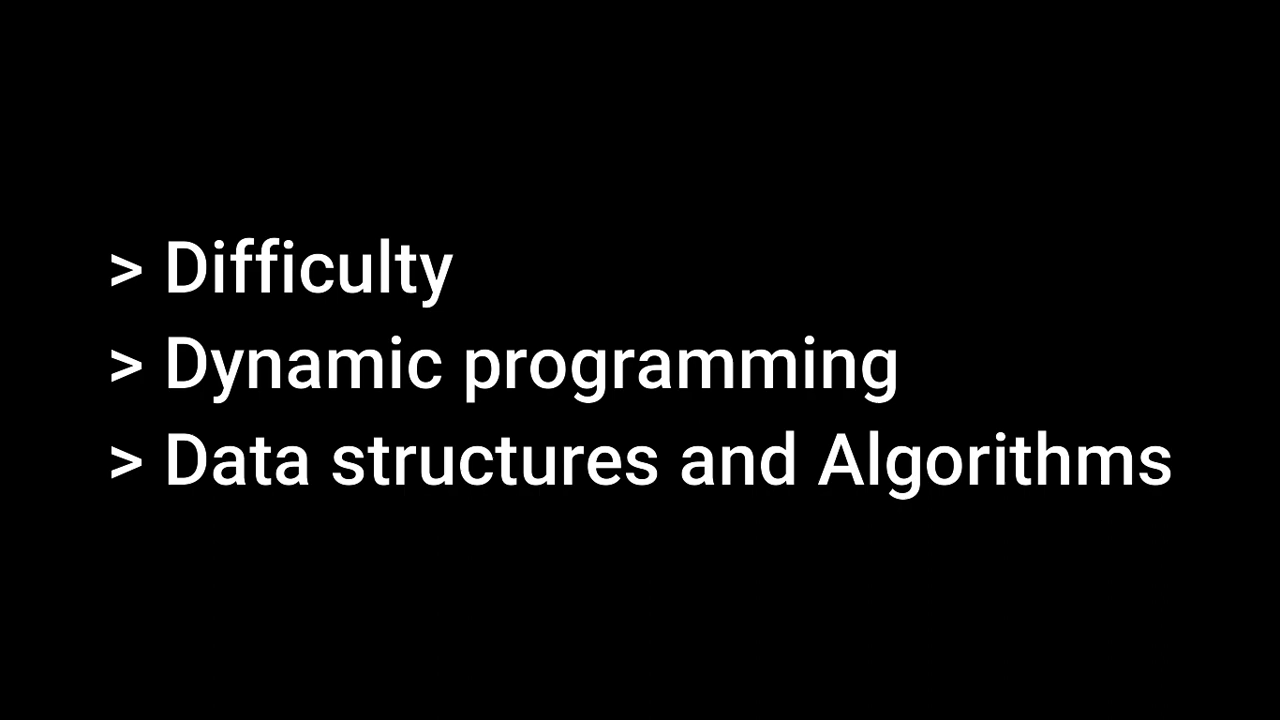 > Difficulty
> Dynamic programming
> Data structures and Algorithms